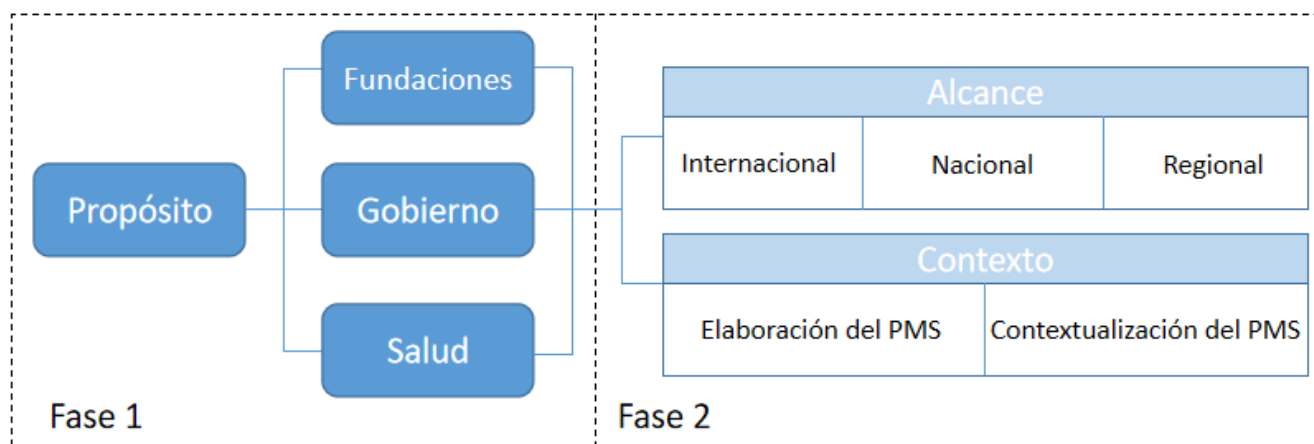 Propósito
Fundaciones
Gobierno
Salud
Fase 1
Alcance
Internacional
Nacional
Regional
Contexto
Elaboración del PMS
Contextualización del PMS
Fase 2